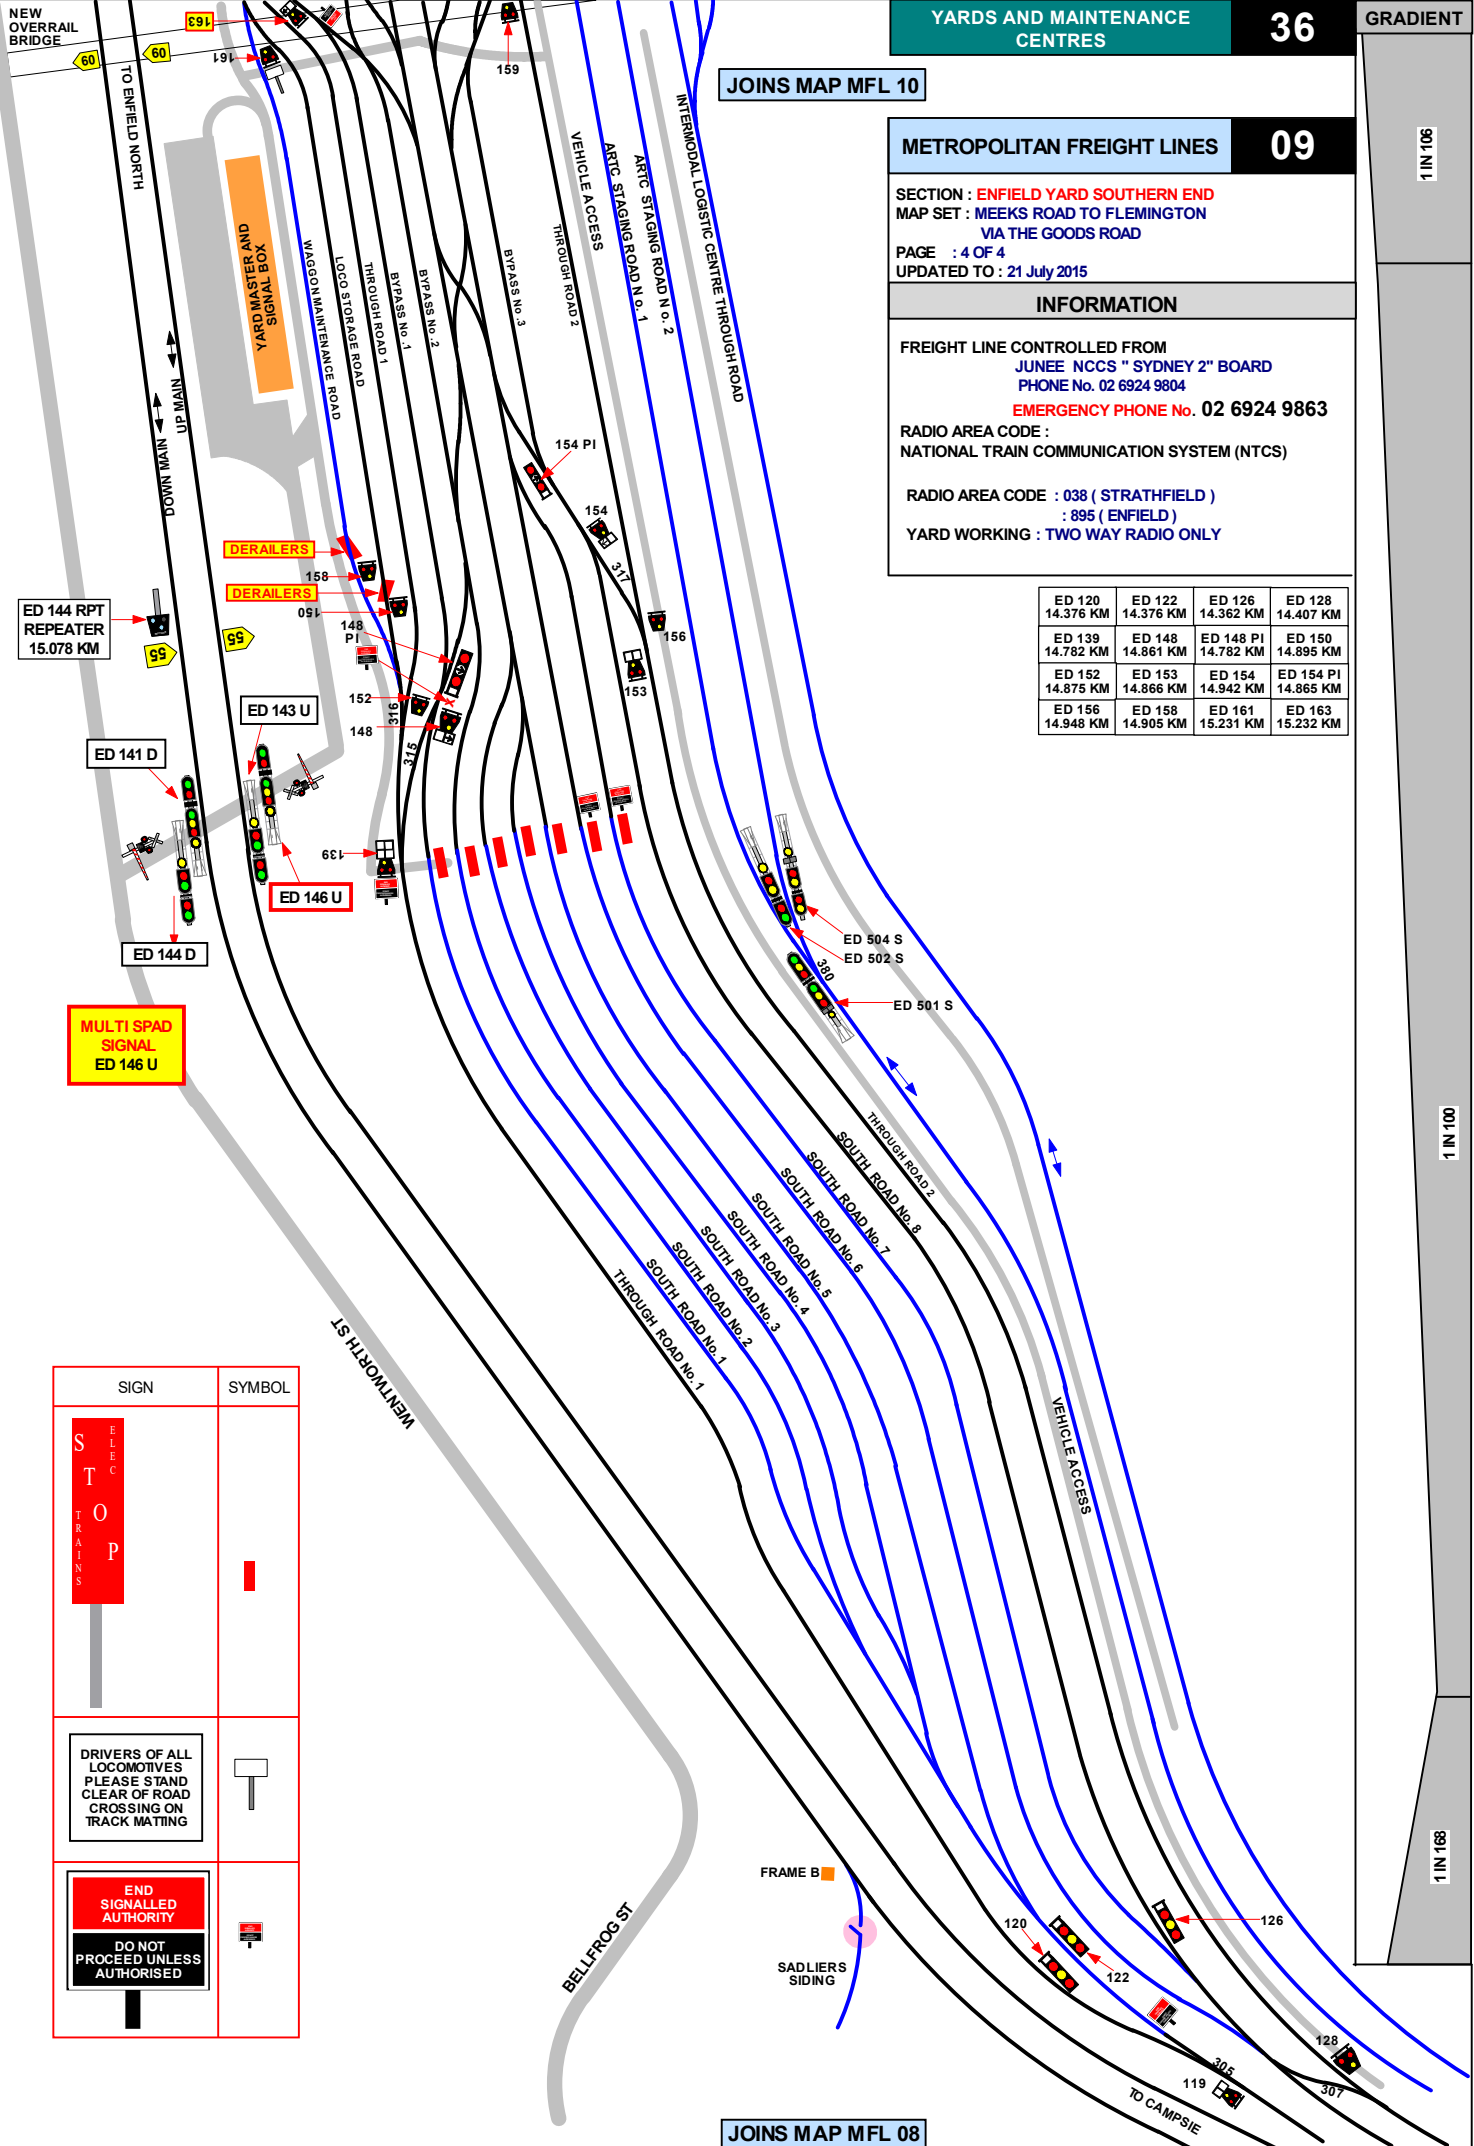 NEW
OVERRAIL
BRIDGE
60
60
163
161
159
TO ENFIELD NORTH
YARDS AND MAINTENANCE
CENTRES
36
GRADIENT
JOINS MAP MFL 10
METROPOLITAN FREIGHT LINES
09
SECTION : ENFIELD YARD SOUTHERN END
MAP SET : MEEKS ROAD TO FLEMINGTON
VIA THE GOODS ROAD
PAGE : 4 OF 4
UPDATED TO : 21 July 2015
INFORMATION
FREIGHT LINE CONTROLLED FROM
JUNEE NCCS " SYDNEY 2" BOARD
PHONE No. 02 6924 9804
EMERGENCY PHONE No. 02 6924 9863
RADIO AREA CODE :
NATIONAL TRAIN COMMUNICATION SYSTEM (NTCS)
RADIO AREA CODE : 038 ( STRATHFIELD )
: 895 ( ENFIELD )
YARD WORKING : TWO WAY RADIO ONLY
ED 120 14.376 KM
ED 122 14.376 KM
ED 126 14.362 KM
ED 128 14.407 KM
ED 139 14.782 KM
ED 148 14.861 KM
ED 148 PI 14.782 KM
ED 150 14.895 KM
ED 152 14.875 KM
ED 153 14.866 KM
ED 154 14.942 KM
ED 154 PI 14.865 KM
ED 156 14.948 KM
ED 158 14.905 KM
ED 161 15.231 KM
ED 163 15.232 KM
1 IN 106
1 IN 100
1 IN 168
YARD MASTER AND
SIGNAL BOX
WAGGON MAINTENANCE ROAD
LOCO STORAGE ROAD
THROUGH ROAD 1
BYPASS No .1
BYPASS No .2
BYPASS No .3
THROUGH ROAD 2
VEHICLE ACCESS
ARTC STAGING ROAD N o. 1
ARTC STAGING ROAD N o. 2
INTERMODAL LOGISTIC CENTRE THROUGH ROAD
UP MAIN
DOWN MAIN
154 PI
154
317
DERAILERS
158
DERAILERS
150
148
PI
156
153
152
316
148
315
139
ED 144 RPT
REPEATER
15.078 KM
55
55
ED 143 U
ED 141 D
ED 146 U
ED 144 D
MULTI SPAD
SIGNAL
ED 146 U
ED 504 S
ED 502 S
380
ED 501 S
THROUGH ROAD 2
SOUTH ROAD No. 8
SOUTH ROAD No. 7
SOUTH ROAD No. 6
SOUTH ROAD No. 5
SOUTH ROAD No. 4
SOUTH ROAD No. 3
SOUTH ROAD No. 2
SOUTH ROAD No. 1
THROUGH ROAD No. 1
VEHICLE ACCESS
WENTWORTH ST
BELLFROG ST
SIGN
SYMBOL
STOP
ELEC
TRAINS
DRIVERS OF ALL
LOCOMOTIVES
PLEASE STAND
CLEAR OF ROAD
CROSSING ON
TRACK MATTING
END
SIGNALLED
AUTHORITY
DO NOT
PROCEED UNLESS
AUTHORISED
FRAME B
SADLIERS
SIDING
120
122
126
128
305
307
119
TO CAMPSIE
JOINS MAP MFL 08